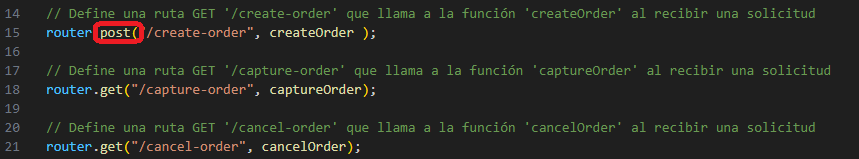 14 // Define una ruta GET '/create-order' que llama a la función 'createOrder' al recibir una solicitud
15 router.post("/create-order", createOrder );
16
17 // Define una ruta GET '/capture-order' que llama a la función 'captureOrder' al recibir una solicitud
18 router.get("/capture-order", captureOrder);
19
20 // Define una ruta GET '/cancel-order' que llama a la función 'cancelOrder' al recibir una solicitud
21 router.get("/cancel-order", cancelOrder);